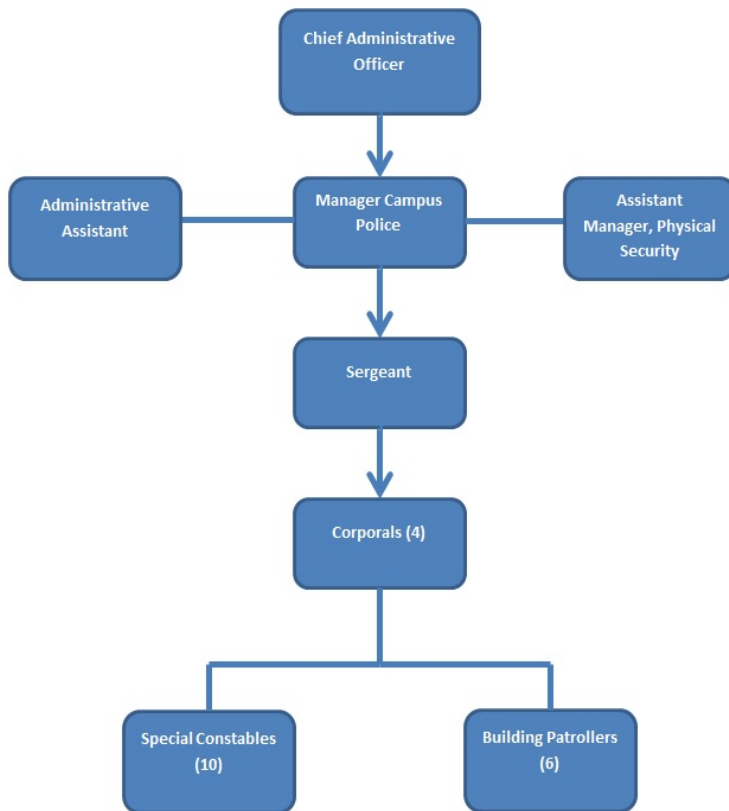 Chief Administrative
Officer
Administrative
Assistant
Manager Campus
Police
Assistant
Manager, Physical
Security
Sergeant
Corporals (4)
Special Constables
(10)
Building Patrollers
(6)